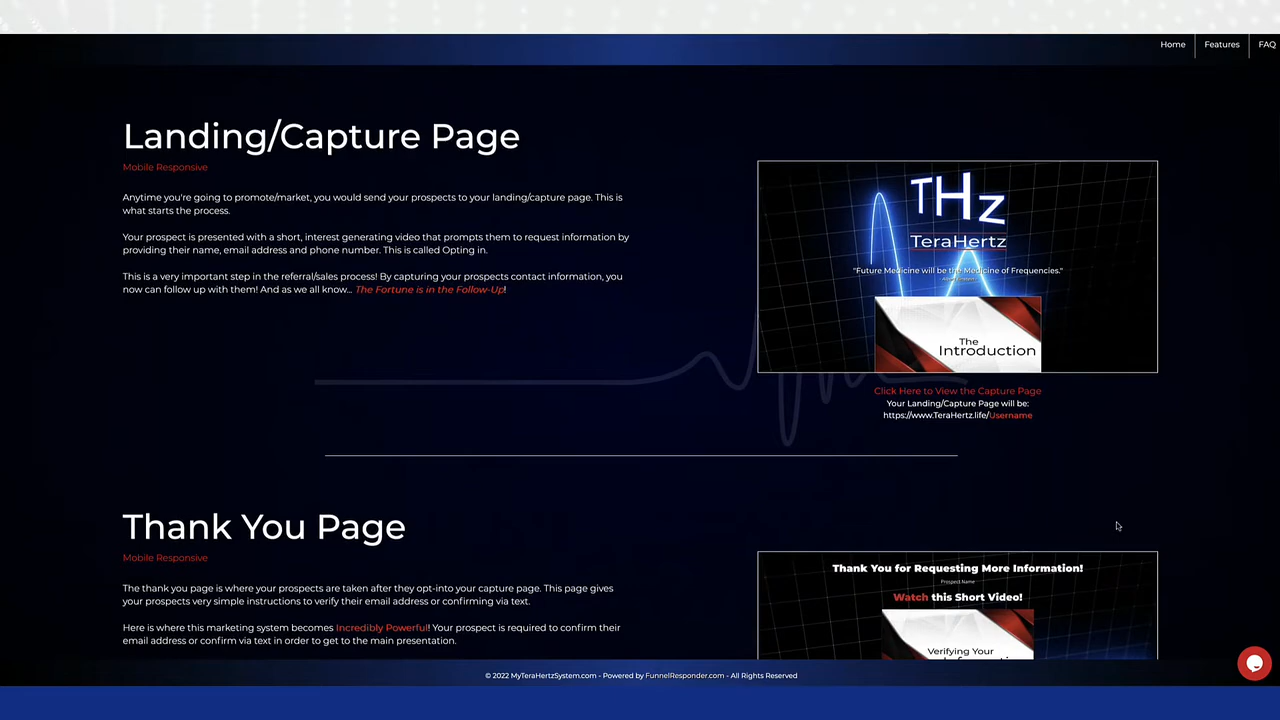 Home
Features
FAQ
Landing/Capture Page
Mobile Responsive
Anytime you're going to promote/market, you would send your prospects to your landing/capture page. This is
what starts the process.
Your prospect is presented with a short, interest generating video that prompts them to request information by
providing their name, email address and phone number. This is called Opting in.
This is a very important step in the referral/sales process! By capturing your prospects contact information, you
now can follow up with them! And as we all know... The Fortune is in the Follow-Up!
THz
TeraHertz
"Future Medicine will be the Medicine of Frequencies."
The
Introduction
Click Here to View the Capture Page
Your Landing/Capture Page will be:
https://www.TeraHertz.life/Username
Thank You Page
Mobile Responsive
The thank you page is where your prospects are taken after they opt-into your capture page. This page gives
your prospects very simple instructions to verify their email address or confirming via text.
Here is where this marketing system becomes Incredibly Powerful! Your prospect is required to confirm their
email address or confirm via text in order to get to the main presentation.
Thank You for Requesting More Information!
Prospect Name
Watch this Short Video!
Verifying Your
© 2022 MyTeraHertzSystem.com - Powered by FunnelResponder.com - All Rights Reserved